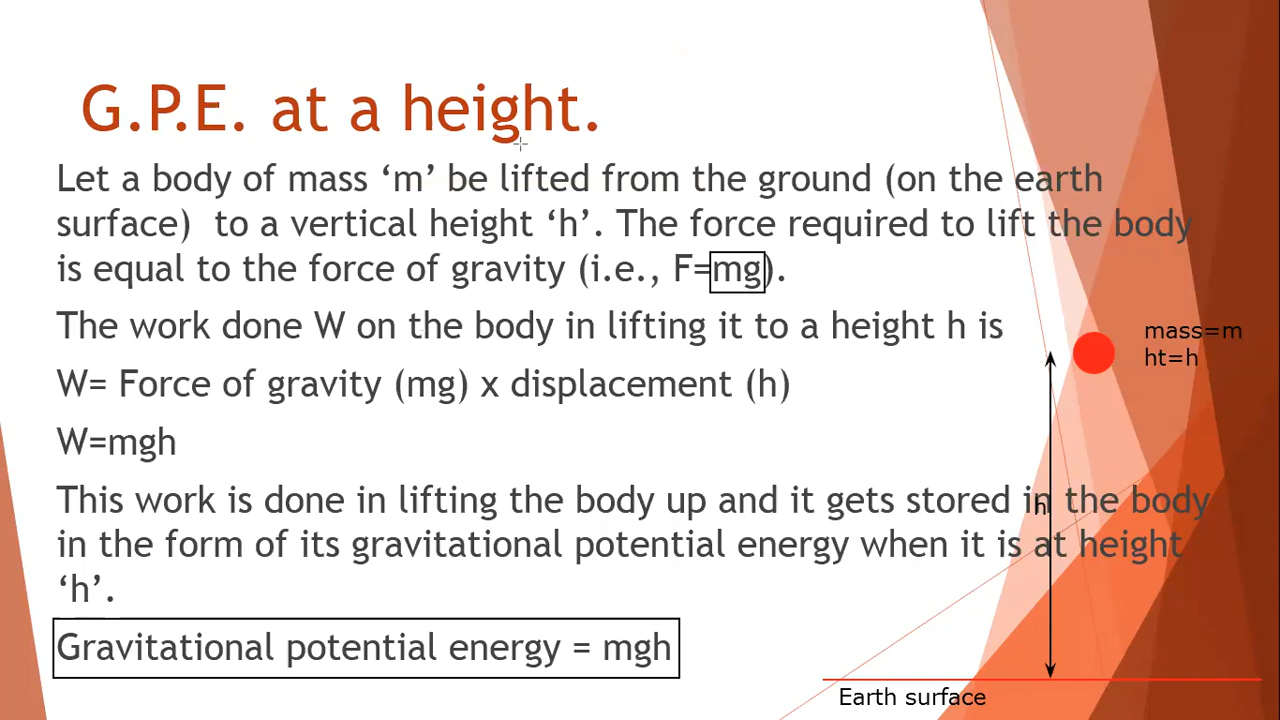 G.P.E. at a height.
Let a body of mass ‘m’ be lifted from the ground (on the earth
surface)  to a vertical height ‘h’. The force required to lift the body
is equal to the force of gravity (i.e., F=mg).
The work done W on the body in lifting it to a height h is
mass=m
ht=h
W= Force of gravity (mg) x displacement (h)
W=mgh
This work is done in lifting the body up and it gets stored in the body
h
in the form of its gravitational potential energy when it is at height
‘h’.
Gravitational potential energy = mgh
Earth surface